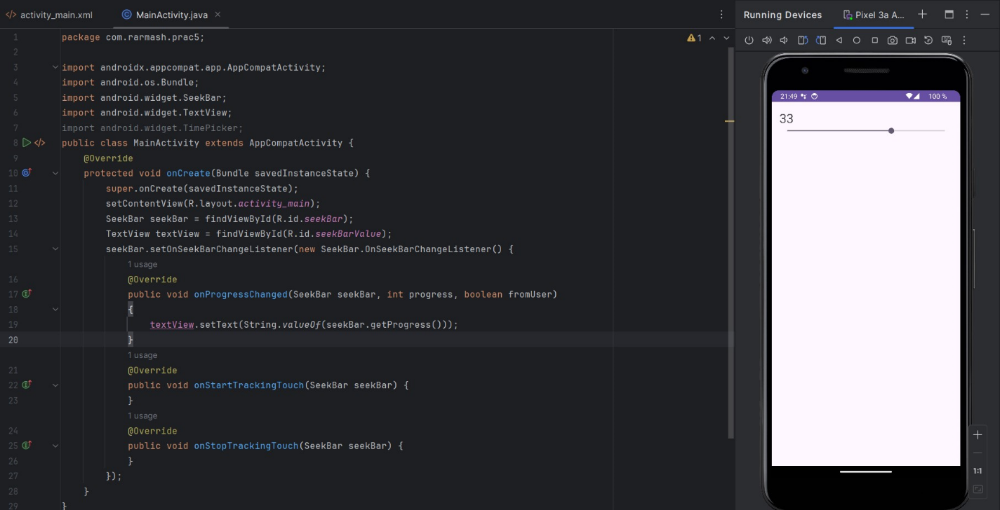 activity_main.xml MainActivity.java
1 package com.rarmash.prac5;
2
3 import androidx.appcompat.app.AppCompatActivity;
4 import android.os.Bundle;
5 import android.widget.SeekBar;
6 import android.widget.TextView;
7 import android.widget.TimePicker;
8 public class MainActivity extends AppCompatActivity {
9 @Override
10 protected void onCreate(Bundle savedInstanceState) {
11 super.onCreate(savedInstanceState);
12 setContentView(R.layout.activity_main);
13 SeekBar seekBar = findViewById(R.id.seekBar);
14 TextView textView = findViewById(R.id.seekBarValue);
15 seekBar.setOnSeekBarChangeListener(new SeekBar.OnSeekBarChangeListener() {
1 usage
16 @Override
17 public void onProgressChanged(SeekBar seekBar, int progress, boolean fromUser)
18 {
19 textView.setText(String.valueOf(seekBar.getProgress()));
20 }
1 usage
21 @Override
22 public void onStartTrackingTouch(SeekBar seekBar) {
23 }
1 usage
24 @Override
25 public void onStopTrackingTouch(SeekBar seekBar) {
26 }
27 });
28 }
29 }
1
Running Devices Pixel 3a A...
21:49 100 %
33
1:1